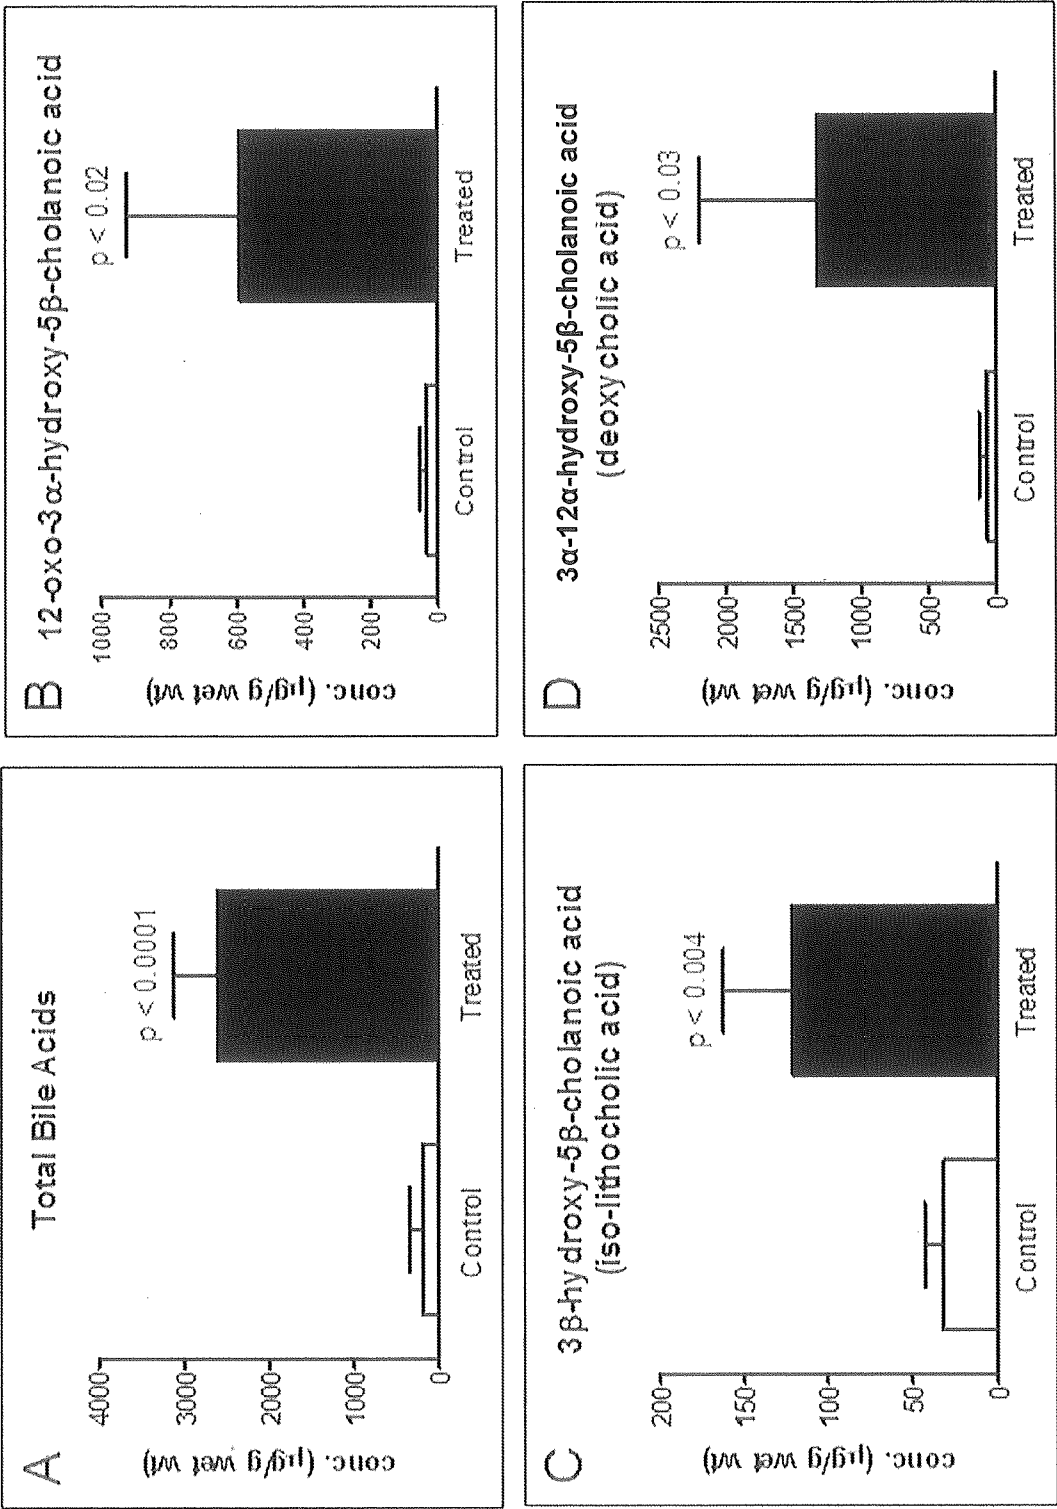 A
Total Bile Acids
p < 0.0001
4000
3000
2000
1000
0
conc. (µg/g wet wt)
Control
Treated
B
12-oxo-3α-hydroxy-5β-cholanoic acid
p < 0.02
1000
800
600
400
200
0
conc. (µg/g wet wt)
Control
Treated
C
3β-hydroxy-5β-cholanoic acid
(iso-lithocholic acid)
p < 0.004
200
150
100
50
0
conc. (µg/g wet wt)
Control
Treated
D
3α-12α-hydroxy-5β-cholanoic acid
(deoxycholic acid)
p < 0.03
2500
2000
1500
1000
500
0
conc. (µg/g wet wt)
Control
Treated